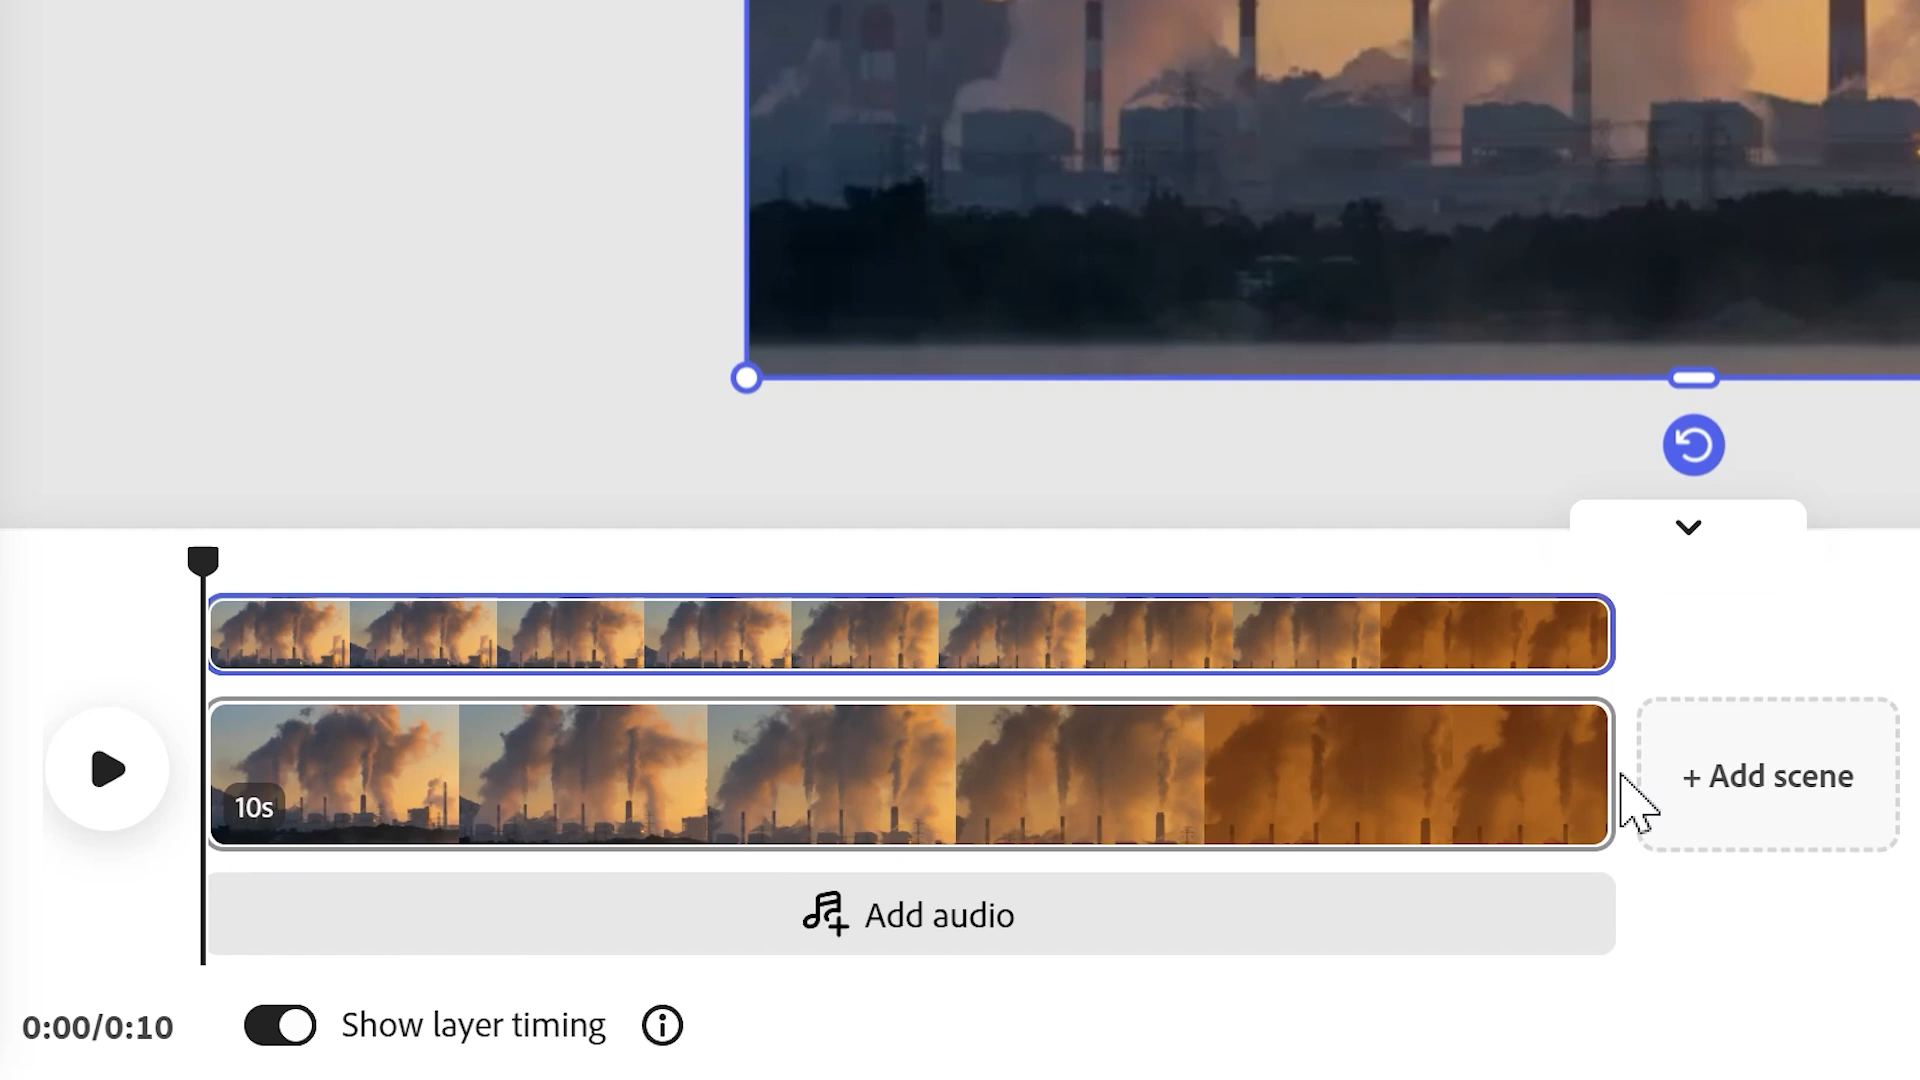 10s
+ Add scene
Add audio
0:00/0:10
Show layer timing